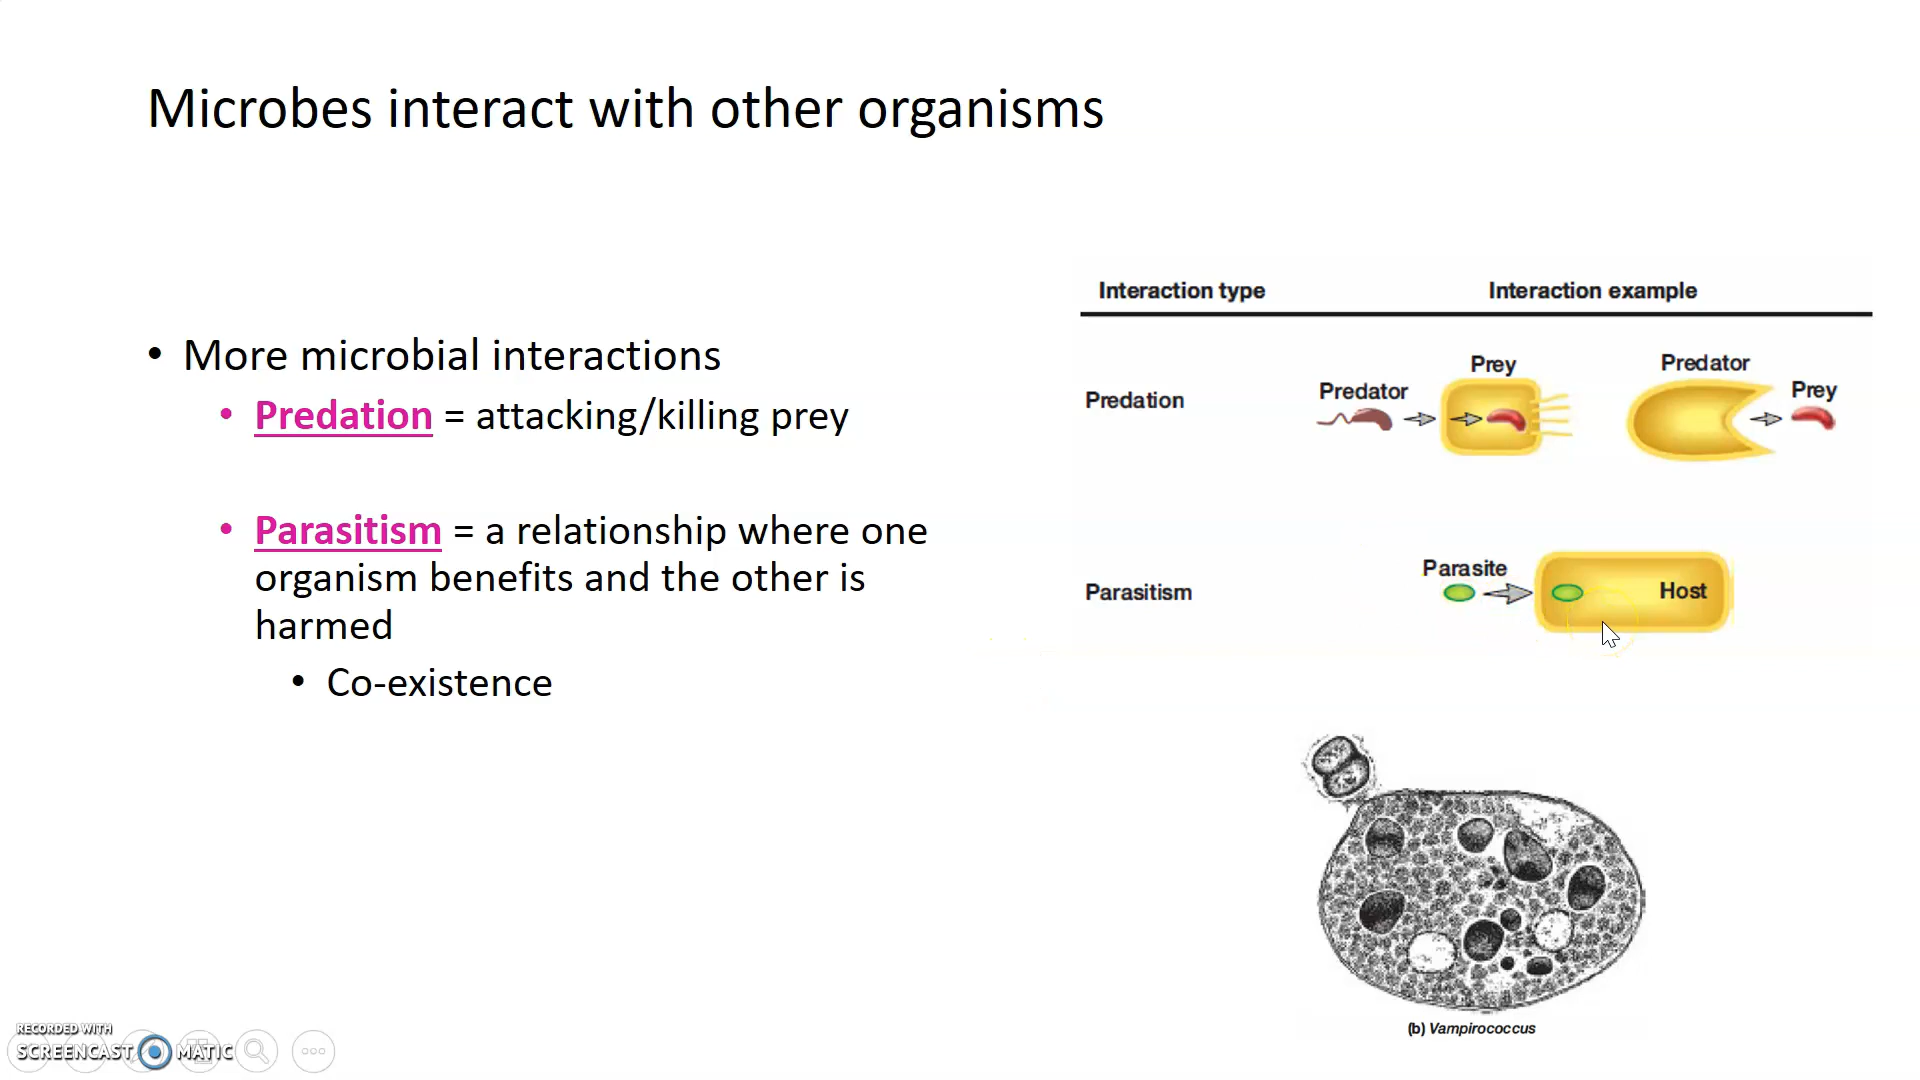 Microbes interact with other organisms
• More microbial interactions
• Predation = attacking/killing prey
• Parasitism = a relationship where one
organism benefits and the other is
harmed
• Co-existence
Interaction type Interaction example
Predation
Predator
Prey
Predator
Prey
Parasitism
Parasite
Host
(b) Vampirococcus
RECORDED WITH
SCREENCAST MATIC